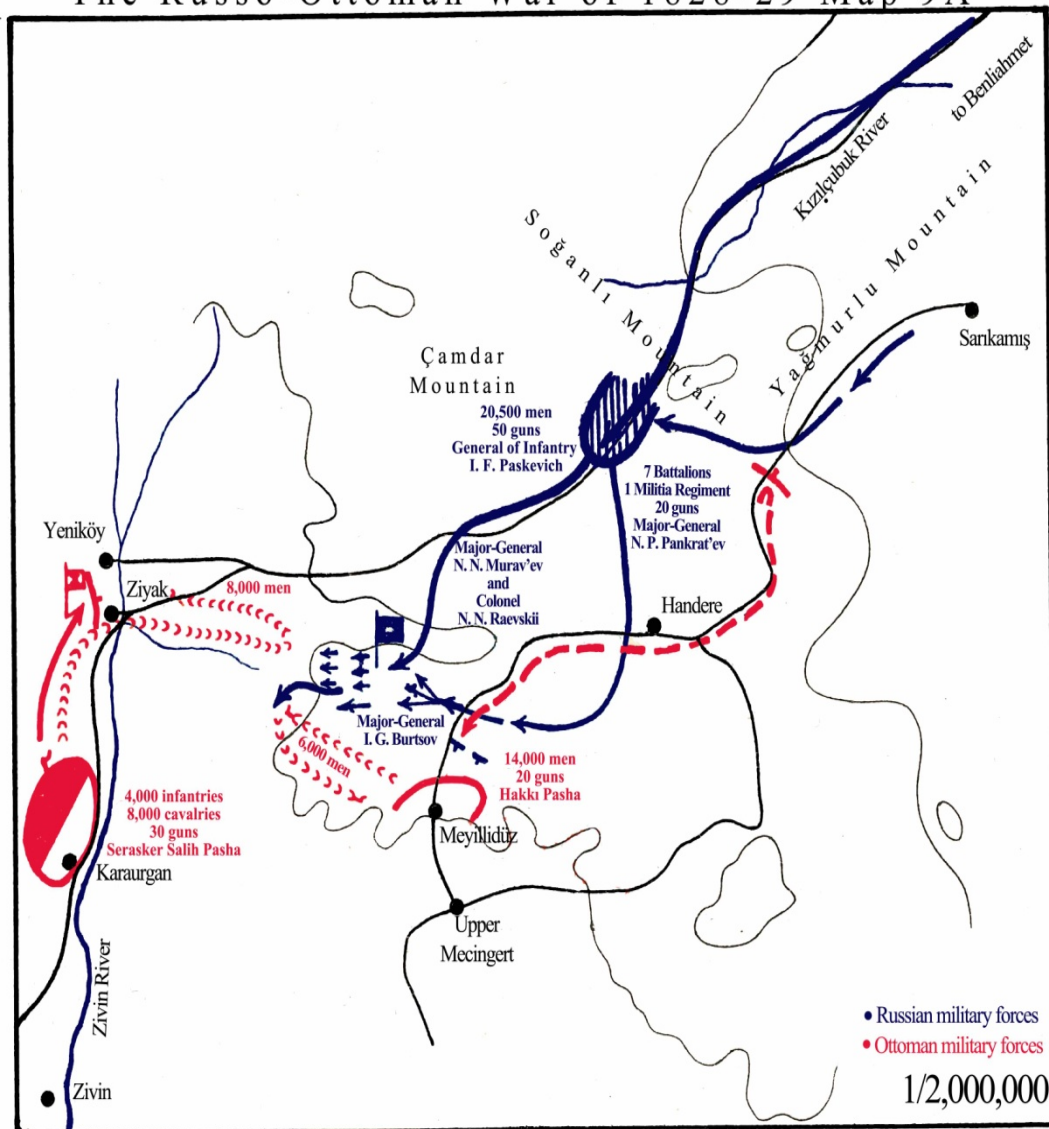 The Russo-Ottoman War of 1828-29 Map 9A
to Benliahmet
Kızılçubuk River
Soğanlı Mountain
Yağmurlu Mountain
Sarıkamış
Çamdar
Mountain
20,500 men
50 guns
General of Infantry
I. F. Paskevich
7 Battalions
1 Militia Regiment
20 guns
Major-General
N. P. Pankrat'ev
Yeniköy
Major-General
N. N. Murav'ev
and
Colonel
N. N. Raevskii
Ziyak
8,000 men
Handere
Major-General
I. G. Burtsov
6,000 men
14,000 men
20 guns
Hakkı Pasha
4,000 infantries
8,000 cavalries
30 guns
Serasker Salih Pasha
Karaurgan
Meyillidüz
Upper
Mecingert
Zivin River
Zivin
Russian military forces
Ottoman military forces
1/2,000,000